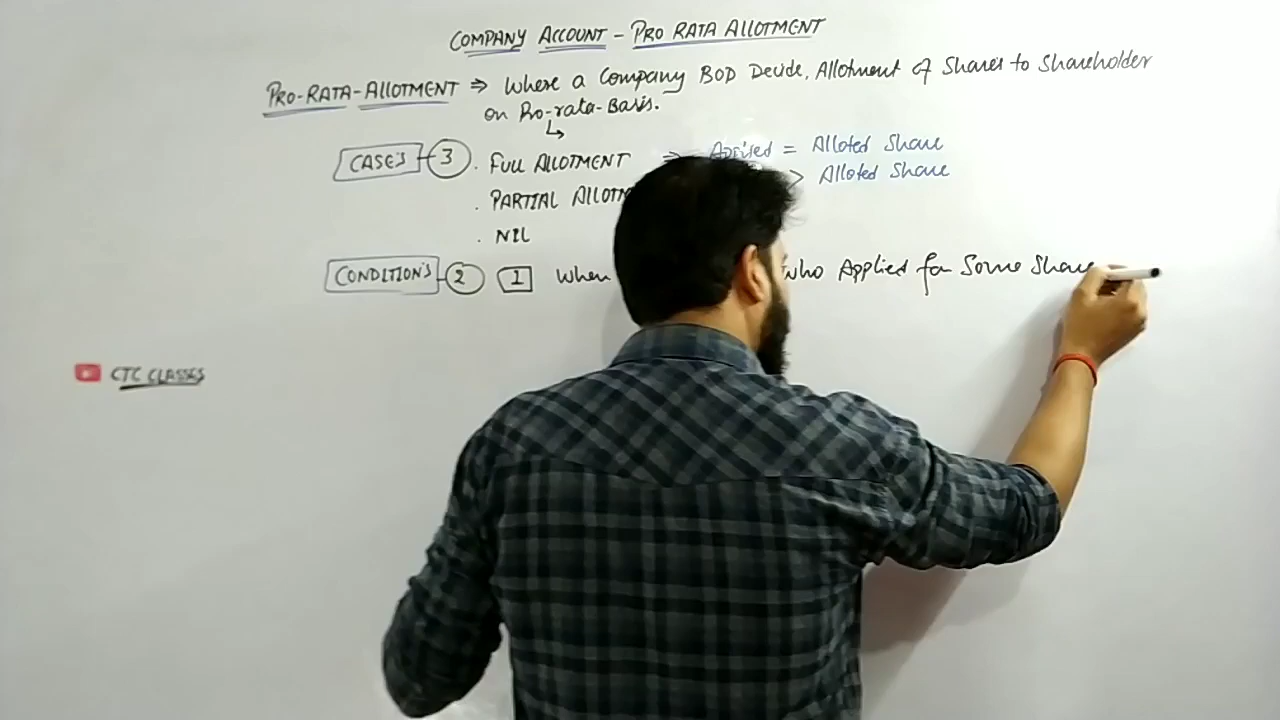 COMPANY ACCOUNT - PRO RATA ALLOTMENT
PRO-RATA-ALLOTMENT ⇒ Where a Company BOD Decide, Allotment of Shares to Shareholder
on Pro-rata-Basis.
CASE'S 3 . FULL ALLOTMENT ⇒ Applied = Alloted Share
. PARTIAL ALLOTM > Alloted Share
. NIL
CONDITION'S 2 1 When who Applied for Some Share
CTC CLASSES